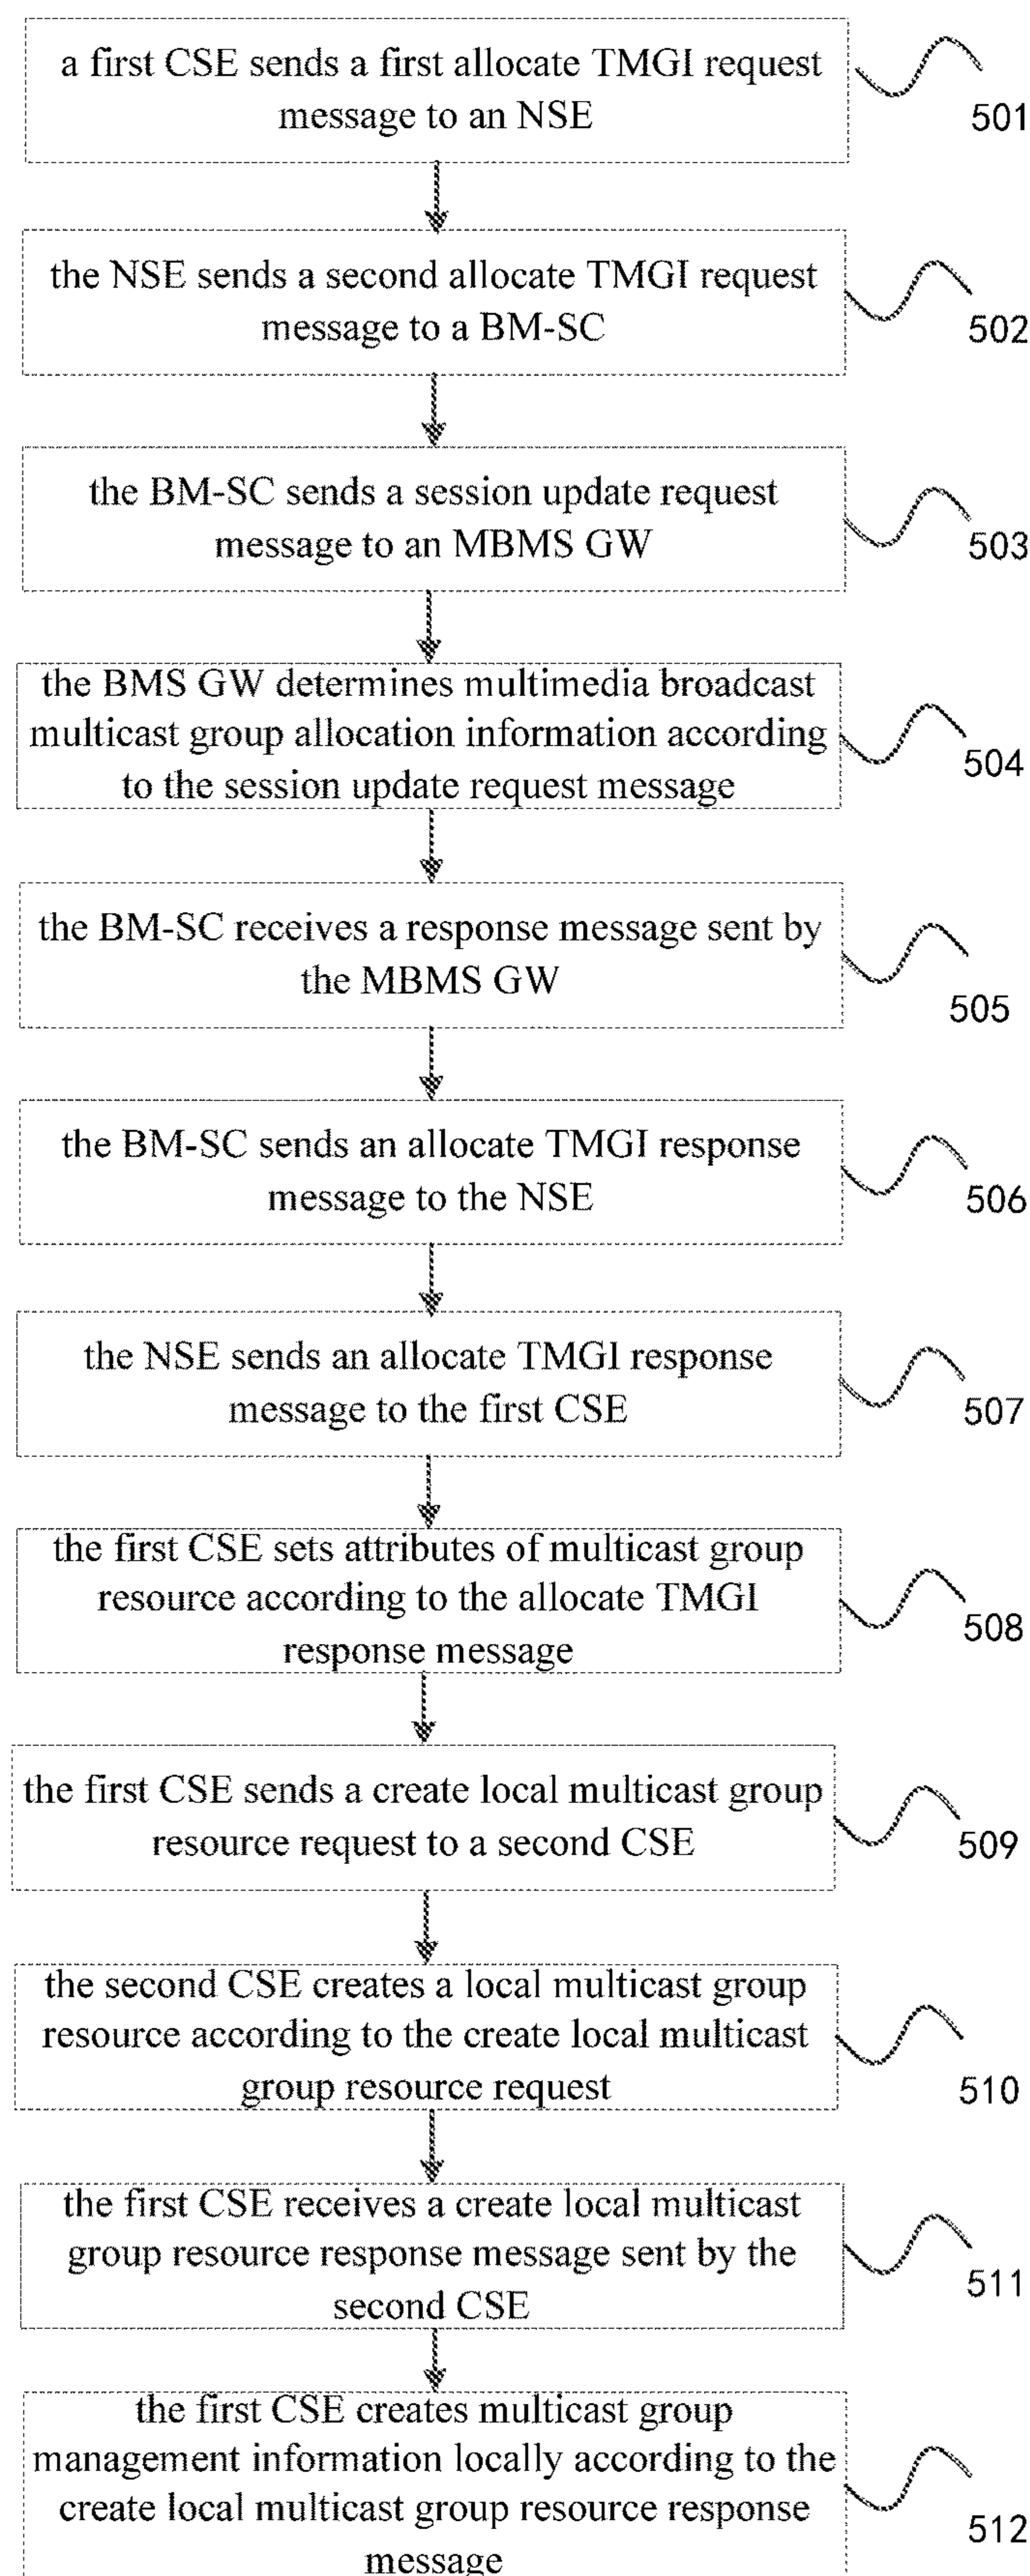 a first CSE sends a first allocate TMGI request
message to an NSE
501
the NSE sends a second allocate TMGI request
message to a BM-SC
502
the BM-SC sends a session update request
message to an MBMS GW
503
the BMS GW determines multimedia broadcast
multicast group allocation information according
to the session update request message
504
the BM-SC receives a response message sent by
the MBMS GW
505
the BM-SC sends an allocate TMGI response
message to the NSE
506
the NSE sends an allocate TMGI response
message to the first CSE
507
the first CSE sets attributes of multicast group
resource according to the allocate TMGI
response message
508
the first CSE sends a create local multicast group
resource request to a second CSE
509
the second CSE creates a local multicast group
resource according to the create local multicast
group resource request
510
the first CSE receives a create local multicast
group resource response message sent by the
second CSE
511
the first CSE creates multicast group
management information locally according to the
create local multicast group resource response
message
512